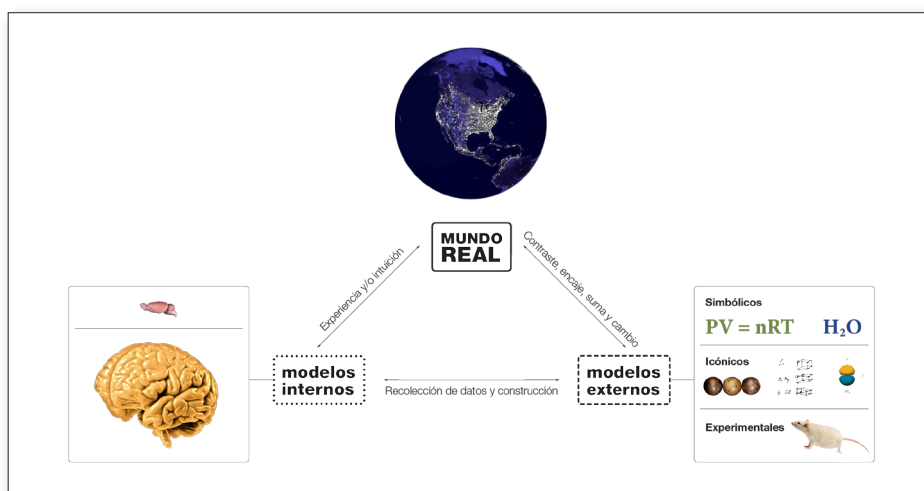 MUNDO
REAL
Experiencia y/o intuición
Contraste, encaje, suma y cambio
modelos
internos
Recolección de datos y construcción
modelos
externos
Simbólicos
PV = nRT
H₂O
Icónicos
Experimentales